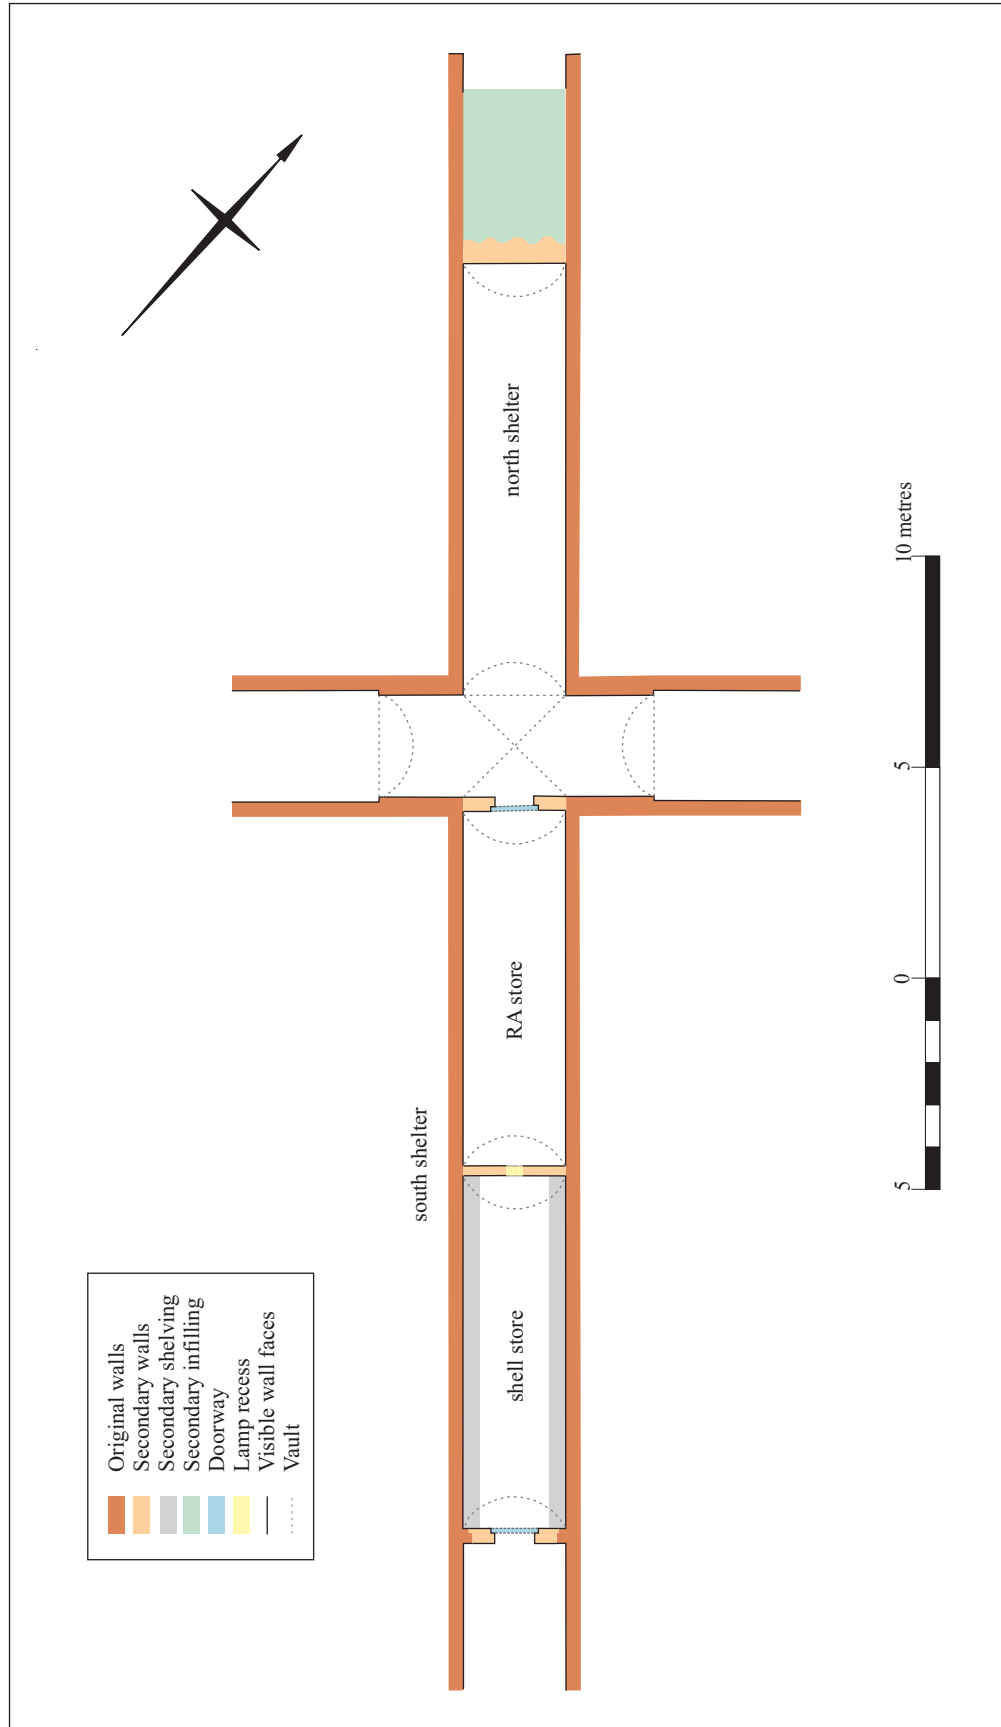 Original walls
Secondary walls
Secondary shelving
Secondary infilling
Doorway
Lamp recess
Visible wall faces
Vault
south shelter
shell store
RA store
north shelter
5
0
5
10 metres